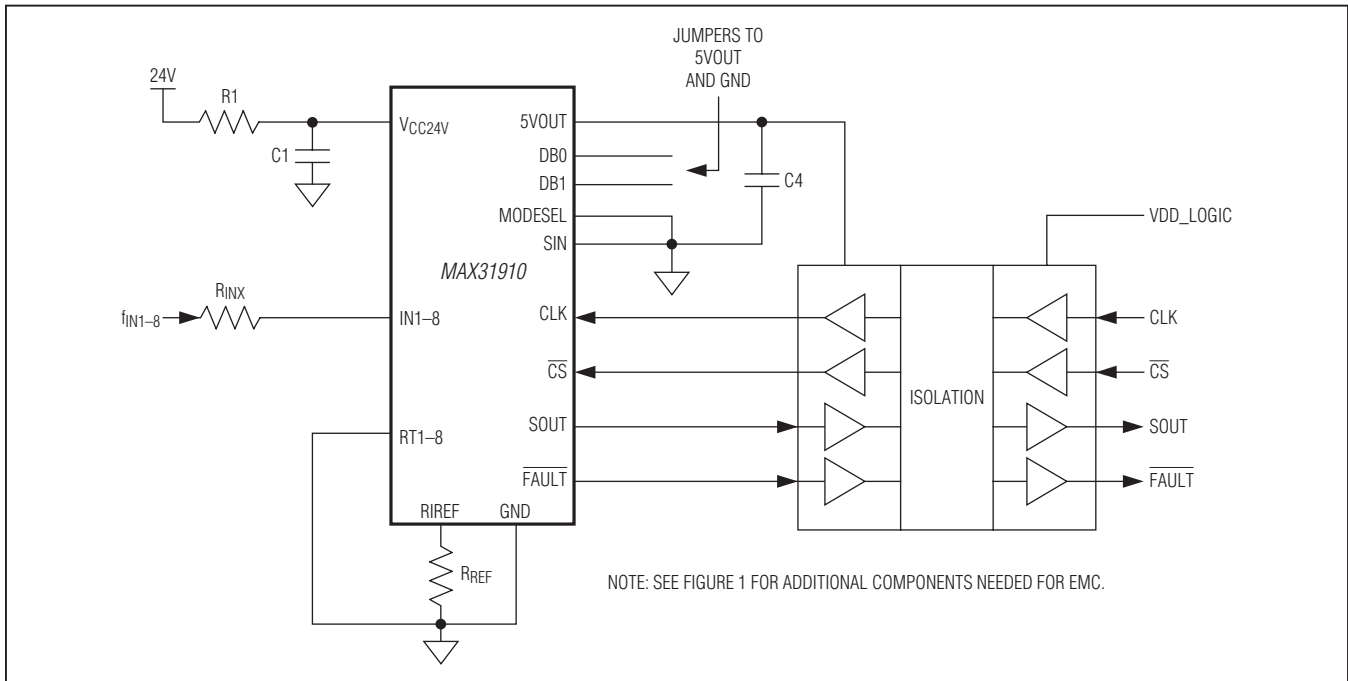 JUMPERS TO
5VOUT
AND GND
24V
R1
VCC24V
C1
5VOUT
DB0
DB1
C4
MODESEL
SIN
VDD_LOGIC
MAX31910
RINX
fIN1–8
IN1–8
CLK
CLK
CS
CS
ISOLATION
SOUT
SOUT
RT1–8
FAULT
FAULT
RIREF
GND
RREF
NOTE: SEE FIGURE 1 FOR ADDITIONAL COMPONENTS NEEDED FOR EMC.